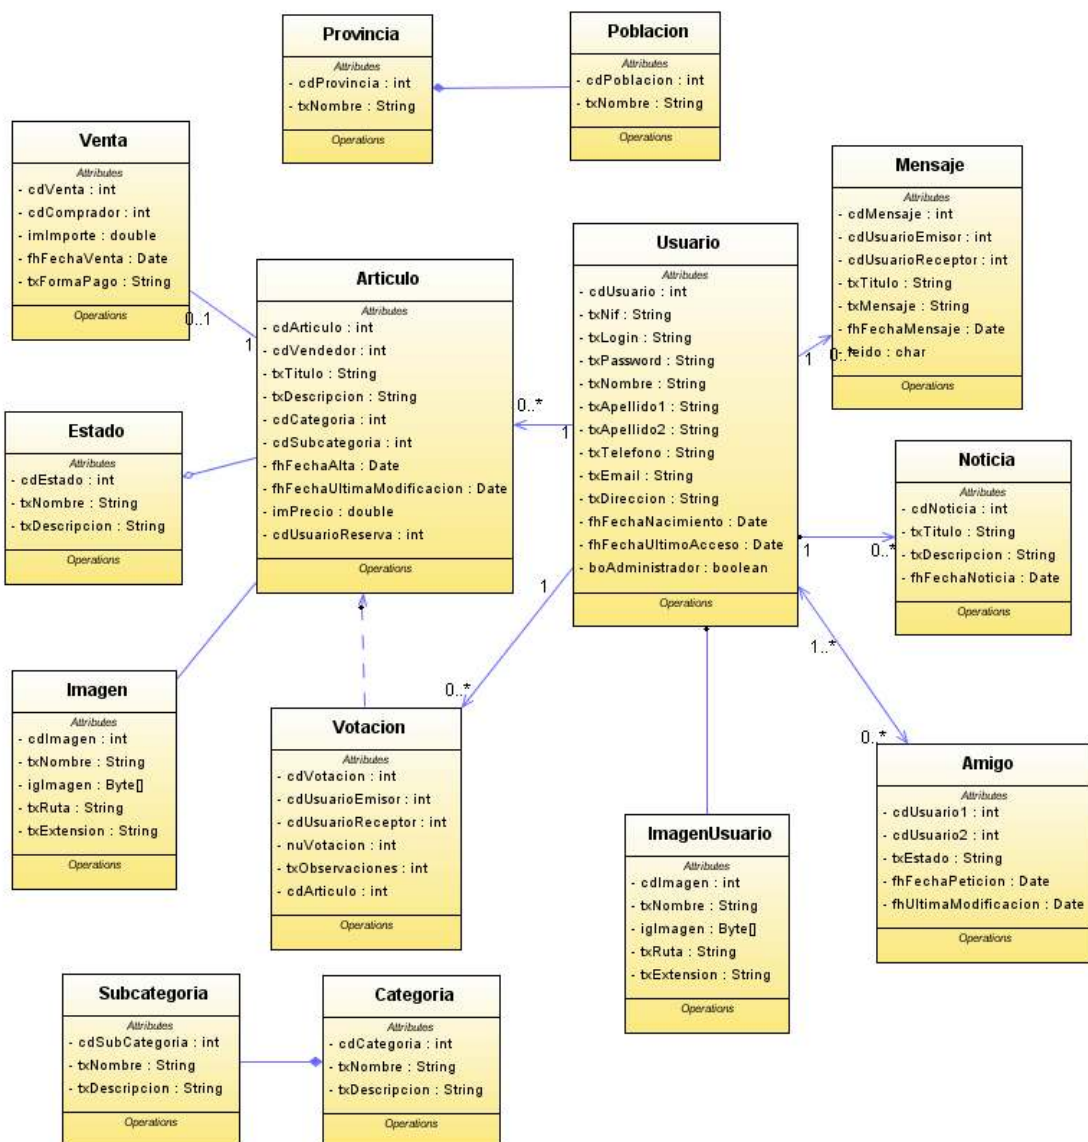 Provincia
Attributes
- cdProvincia : int
- txNombre : String
Operations
Poblacion
Attributes
- cdPoblacion : int
- txNombre : String
Operations
Venta
Attributes
- cdVenta : int
- cdComprador : int
- imImporte : double
- fhFechaVenta : Date
- txFormaPago : String
Operations
0..1
1
Articulo
Attributes
- cdArticulo : int
- cdVendedor : int
- txTitulo : String
- txDescripcion : String
- cdCategoria : int
- cdSubcategoria : int
- fhFechaAlta : Date
- fhFechaUltimaModificacion : Date
- imPrecio : double
- cdUsuarioReserva : int
Operations
0..*
1
Usuario
Attributes
- cdUsuario : int
- txNif : String
- txLogin : String
- txPassword : String
- txNombre : String
- txApellido1 : String
- txApellido2 : String
- txTelefono : String
- txEmail : String
- txDireccion : String
- fhFechaNacimiento : Date
- fhFechaUltimoAcceso : Date
- boAdministrador : boolean
Operations
Mensaje
Attributes
- cdMensaje : int
- cdUsuarioEmisor : int
- cdUsuarioReceptor : int
- txTitulo : String
- txMensaje : String
- fhFechaMensaje : Date
- leido : char
Operations
1
0..*
Estado
Attributes
- cdEstado : int
- txNombre : String
- txDescripcion : String
Operations
Noticia
Attributes
- cdNoticia : int
- txTitulo : String
- txDescripcion : String
- fhFechaNoticia : Date
Operations
1
0..*
1
0..*
1..*
0..*
Imagen
Attributes
- cdImagen : int
- txNombre : String
- igImagen : Byte[]
- txRuta : String
- txExtension : String
Operations
Votacion
Attributes
- cdVotacion : int
- cdUsuarioEmisor : int
- cdUsuarioReceptor : int
- nuVotacion : int
- txObservaciones : int
- cdArticulo : int
Operations
Amigo
Attributes
- cdUsuario1 : int
- cdUsuario2 : int
- txEstado : String
- fhFechaPeticion : Date
- fhUltimaModificacion : Date
Operations
ImagenUsuario
Attributes
- cdImagen : int
- txNombre : String
- igImagen : Byte[]
- txRuta : String
- txExtension : String
Operations
Subcategoria
Attributes
- cdSubCategoria : int
- txNombre : String
- txDescripcion : String
Operations
Categoria
Attributes
- cdCategoria : int
- txNombre : String
- txDescripcion : String
Operations